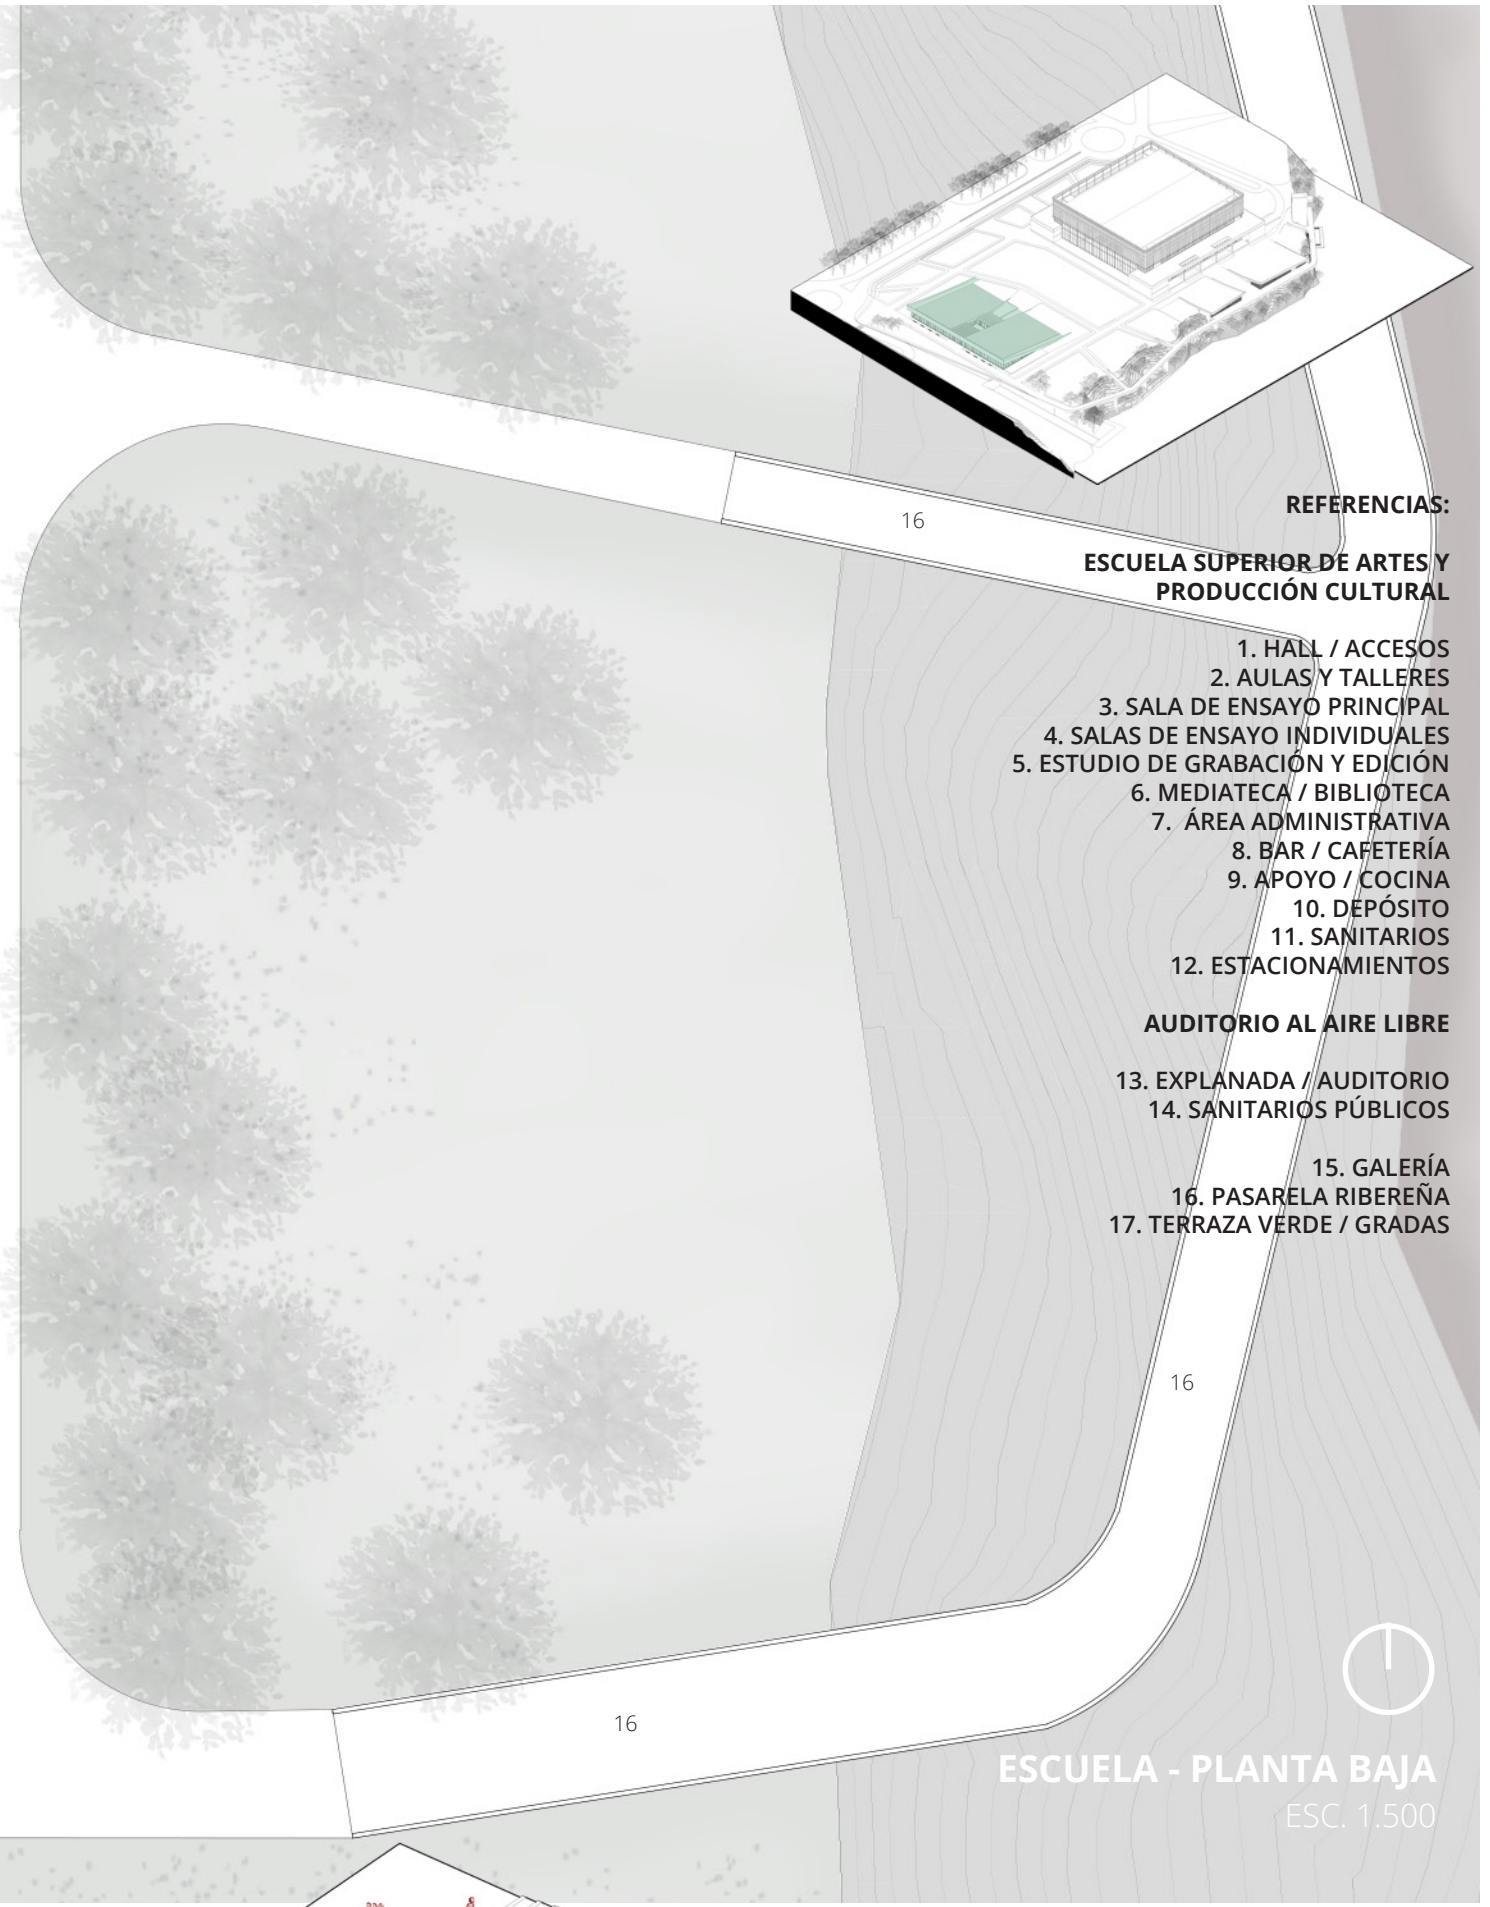 16
REFERENCIAS:
ESCUELA SUPERIOR DE ARTES Y
PRODUCCIÓN CULTURAL
1. HALL / ACCESOS
2. AULAS Y TALLERES
3. SALA DE ENSAYO PRINCIPAL
4. SALAS DE ENSAYO INDIVIDUALES
5. ESTUDIO DE GRABACIÓN Y EDICIÓN
6. MEDIATECA / BIBLIOTECA
7. ÁREA ADMINISTRATIVA
8. BAR / CAFETERÍA
9. APOYO / COCINA
10. DEPÓSITO
11. SANITARIOS
12. ESTACIONAMIENTOS
AUDITORIO AL AIRE LIBRE
13. EXPLANADA / AUDITORIO
14. SANITARIOS PÚBLICOS
15. GALERÍA
16. PASARELA RIBEREÑA
17. TERRAZA VERDE / GRADAS
16
16
ESCUELA - PLANTA BAJA
ESC. 1.500